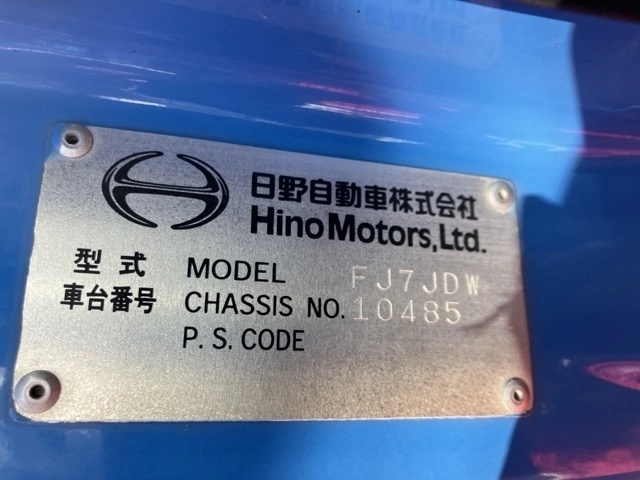 日野自動車株式会社
Hino Motors, Ltd.
型式 MODEL FJ7JDW
車台番号 CHASSIS NO. 10485
P. S. CODE